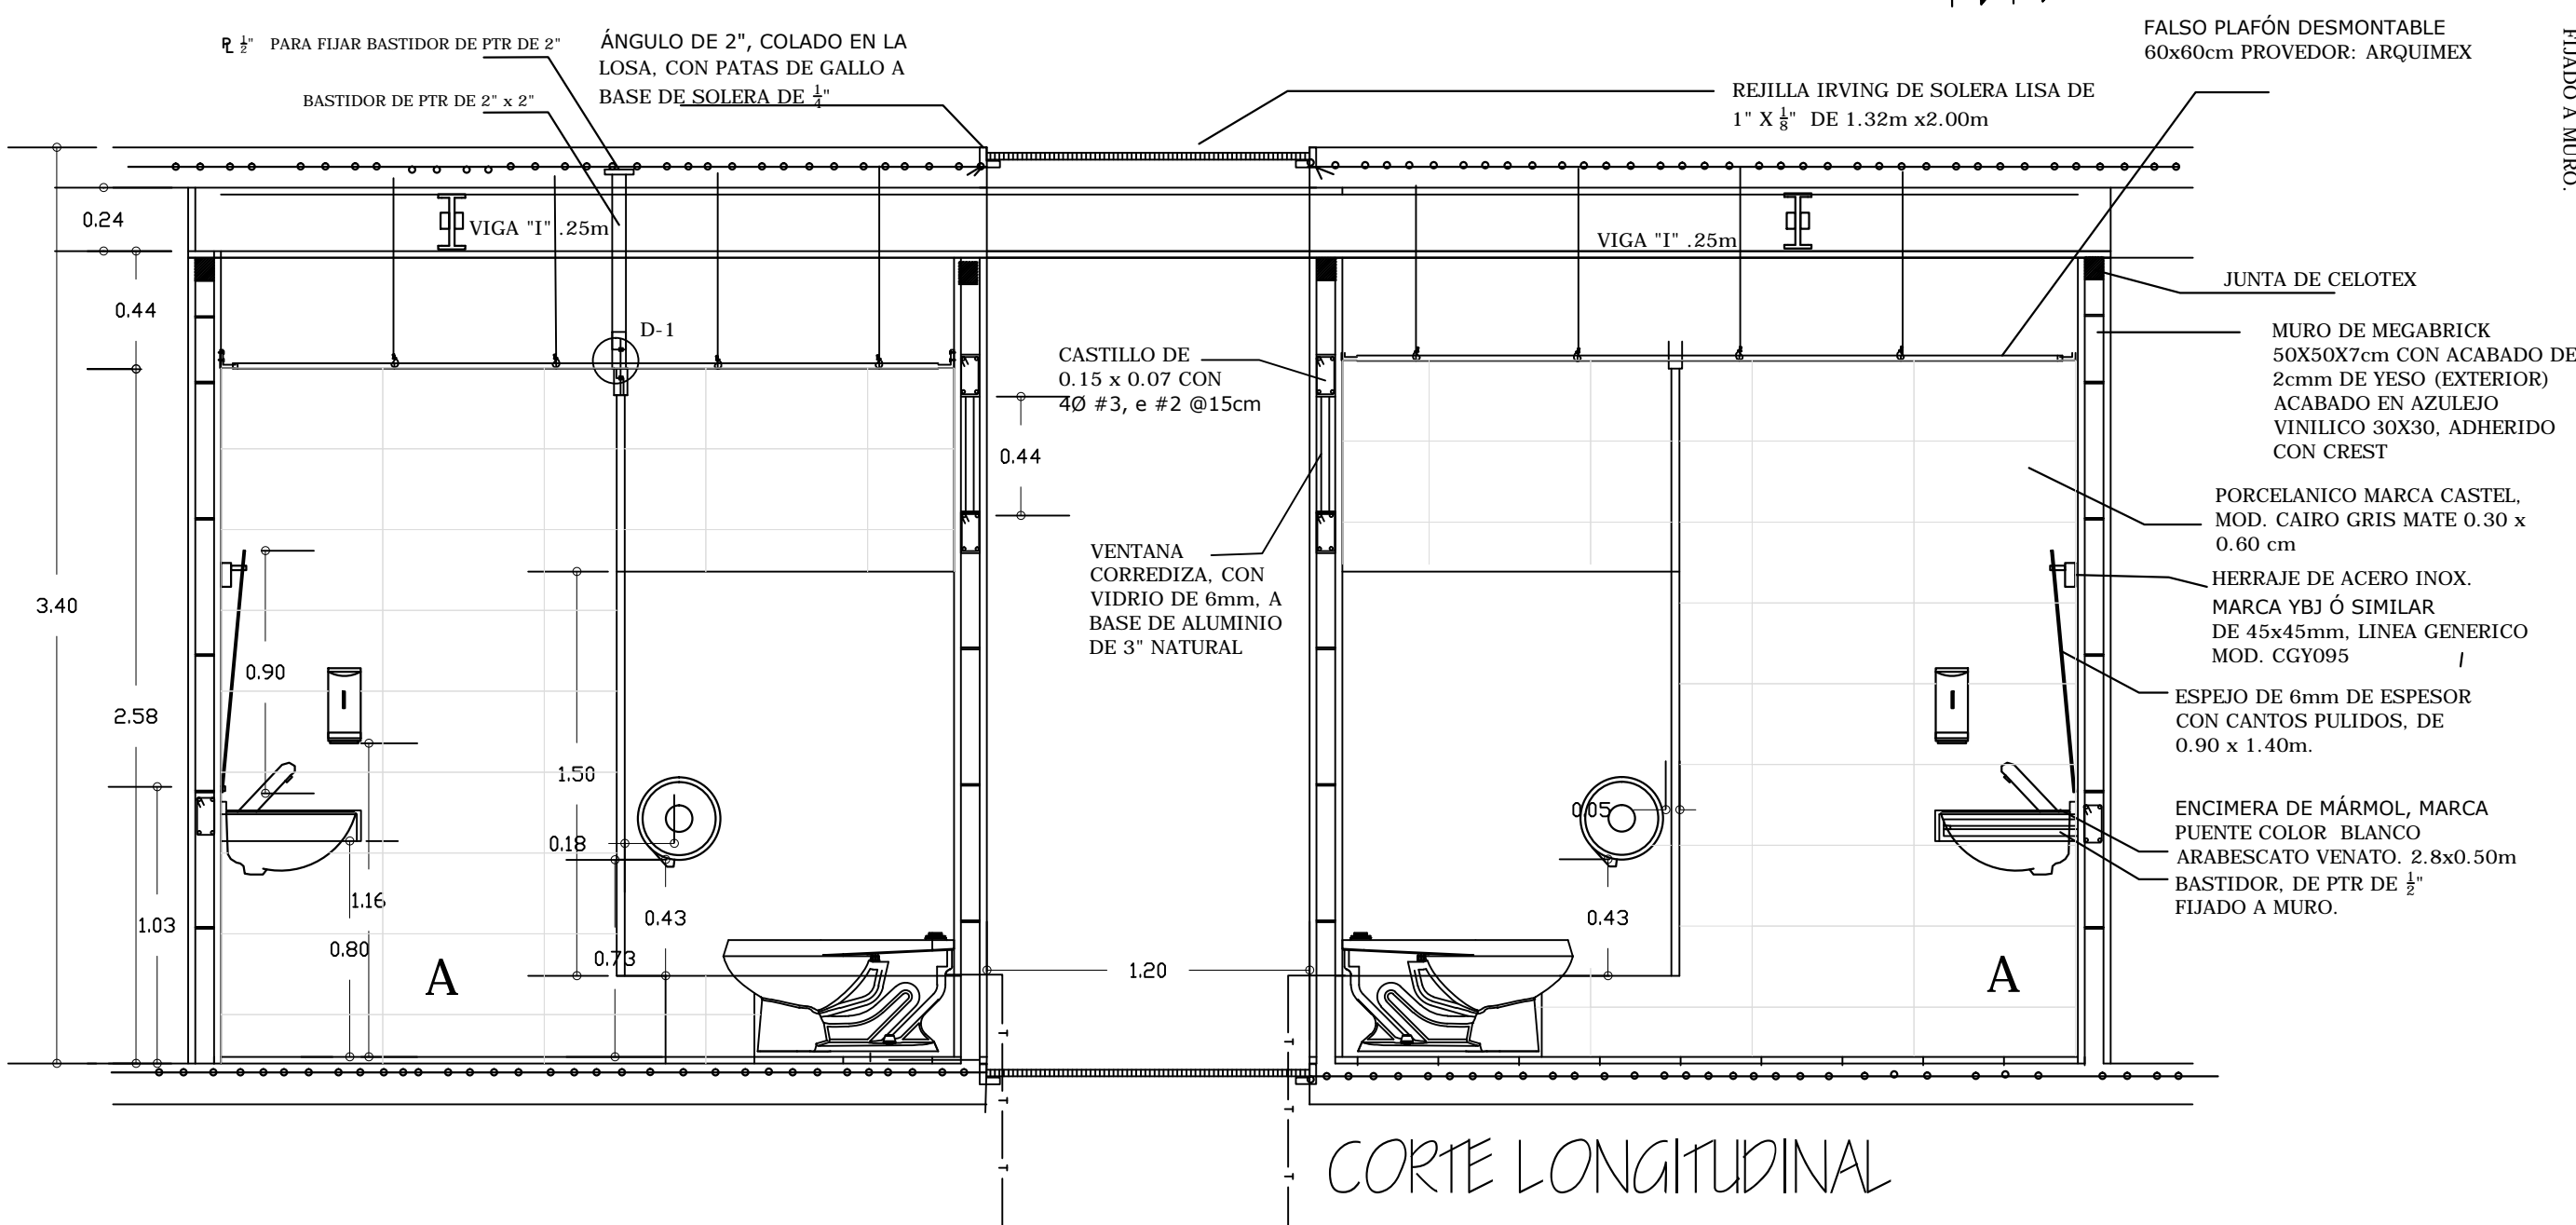 ℄ 1/2" PARA FIJAR BASTIDOR DE PTR DE 2"
BASTIDOR DE PTR DE 2" x 2"
ÁNGULO DE 2", COLADO EN LA
LOSA, CON PATAS DE GALLO A
BASE DE SOLERA DE 1/4"
REJILLA IRVING DE SOLERA LISA DE
1" X 1/8" DE 1.32m x2.00m
FALSO PLAFÓN DESMONTABLE
60x60cm PROVEDOR: ARQUIMEX
FIJADO A MURO.
0.24
VIGA "I" .25m
VIGA "I" .25m
0.44
D-1
JUNTA DE CELOTEX
MURO DE MEGABRICK
50X50X7cm CON ACABADO DE
2cmm DE YESO (EXTERIOR)
ACABADO EN AZULEJO
VINILICO 30X30, ADHERIDO
CON CREST
CASTILLO DE
0.15 x 0.07 CON
4Ø #3, e #2 @15cm
0.44
VENTANA
CORREDIZA, CON
VIDRIO DE 6mm, A
BASE DE ALUMINIO
DE 3" NATURAL
PORCELANICO MARCA CASTEL,
MOD. CAIRO GRIS MATE 0.30 x
0.60 cm
HERRAJE DE ACERO INOX.
MARCA YBJ Ó SIMILAR
DE 45x45mm, LINEA GENERICO
MOD. CGY095
3.40
0.90
2.58
ESPEJO DE 6mm DE ESPESOR
CON CANTOS PULIDOS, DE
0.90 x 1.40m.
1.50
0.18
0.05
ENCIMERA DE MÁRMOL, MARCA
PUENTE COLOR BLANCO
ARABESCATO VENATO. 2.8x0.50m
BASTIDOR, DE PTR DE 1/2"
FIJADO A MURO.
1.16
1.03
0.80
0.43
0.73
0.43
A
1.20
A
T
T
T
T
T
T
CORTE LONGITUDINAL